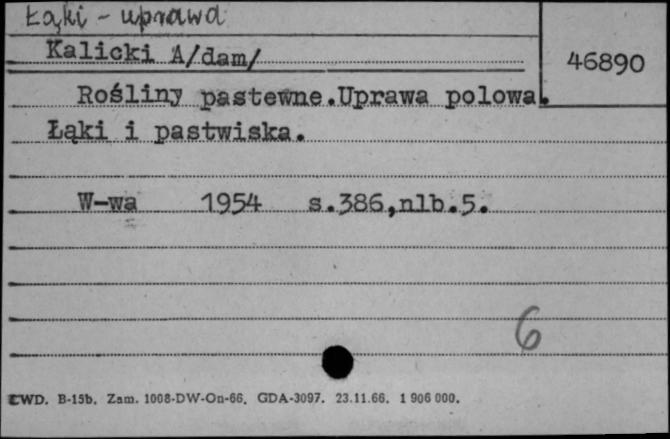 Łąki - uprawa
Kalicki A/dam/
46890
Rośliny pastewne.Uprawa polowa.
Łąki i pastwiska.
W-wa 1954 s.386,nlb.5.
6
CWD. B-15b. Zam. 1008-DW-On-66. GDA-3097. 23.11.66. 1 906 000.